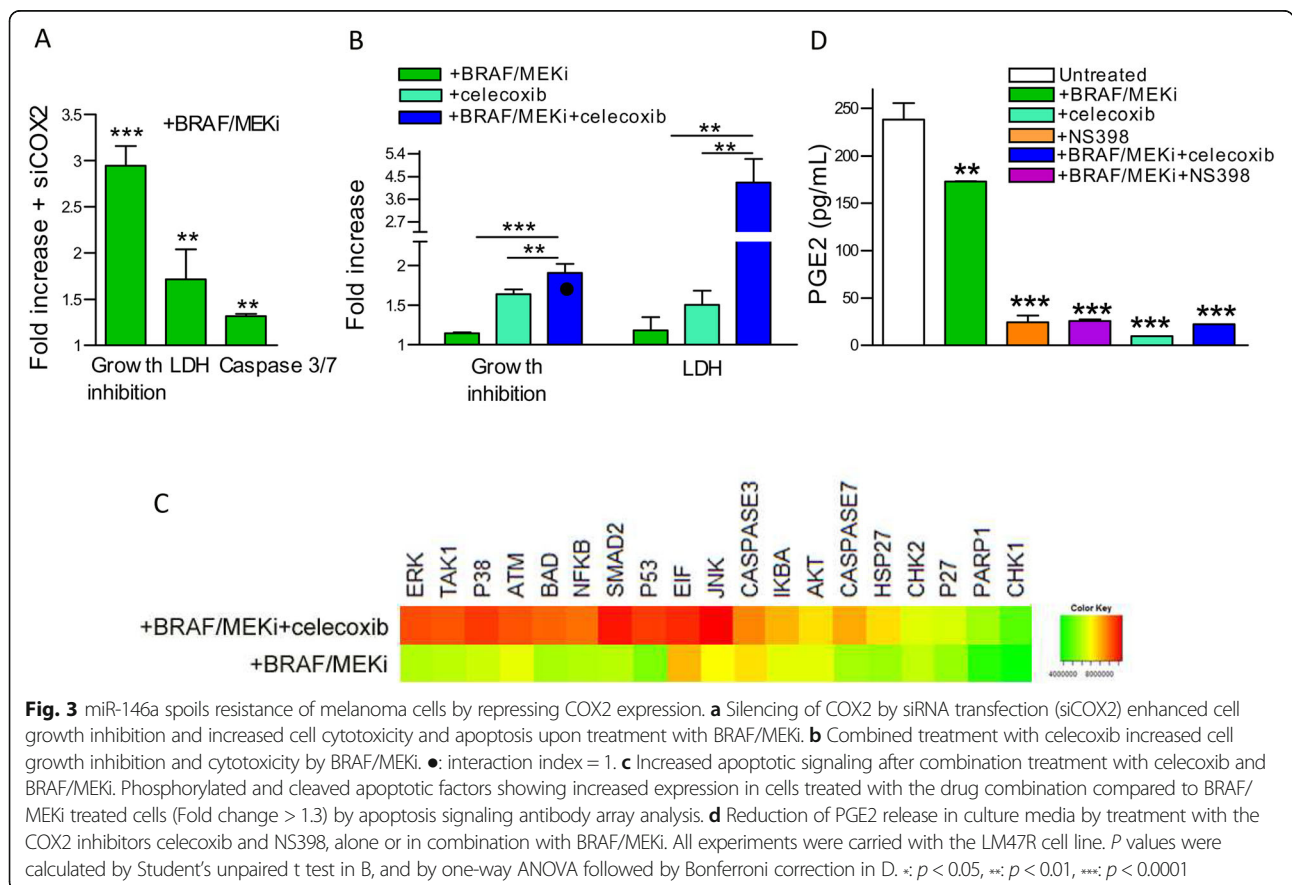 A
Fold increase + siCOX2
3.5
3
2.5
2
1.5
1
+BRAF/MEKi
***
**
**
Growth inhibition
LDH
Caspase 3/7
B
+BRAF/MEKi
+celecoxib
+BRAF/MEKi+celecoxib
Fold increase
5.4
4.5
3.6
2.7
2
1.5
1
***
**
**
**
Growth inhibition
LDH
D
Untreated
+BRAF/MEKi
+celecoxib
+NS398
+BRAF/MEKi+celecoxib
+BRAF/MEKi+NS398
PGE2 (pg/mL)
250
200
150
100
50
0
**
***
***
***
***
C
ERK
TAK1
P38
ATM
BAD
NFKB
SMAD2
P53
EIF
JNK
CASPASE3
IKBA
AKT
CASPASE7
HSP27
CHK2
P27
PARP1
CHK1
+BRAF/MEKi+celecoxib
+BRAF/MEKi
Color Key
4000000 8000000
Fig. 3 miR-146a spoils resistance of melanoma cells by repressing COX2 expression. a Silencing of COX2 by siRNA transfection (siCOX2) enhanced cell
growth inhibition and increased cell cytotoxicity and apoptosis upon treatment with BRAF/MEKi. b Combined treatment with celecoxib increased cell
growth inhibition and cytotoxicity by BRAF/MEKi. ●: interaction index = 1. c Increased apoptotic signaling after combination treatment with celecoxib and
BRAF/MEKi. Phosphorylated and cleaved apoptotic factors showing increased expression in cells treated with the drug combination compared to BRAF/
MEKi treated cells (Fold change > 1.3) by apoptosis signaling antibody array analysis. d Reduction of PGE2 release in culture media by treatment with the
COX2 inhibitors celecoxib and NS398, alone or in combination with BRAF/MEKi. All experiments were carried with the LM47R cell line. P values were
calculated by Student's unpaired t test in B, and by one-way ANOVA followed by Bonferroni correction in D. *: p < 0.05, **: p < 0.01, ***: p < 0.0001